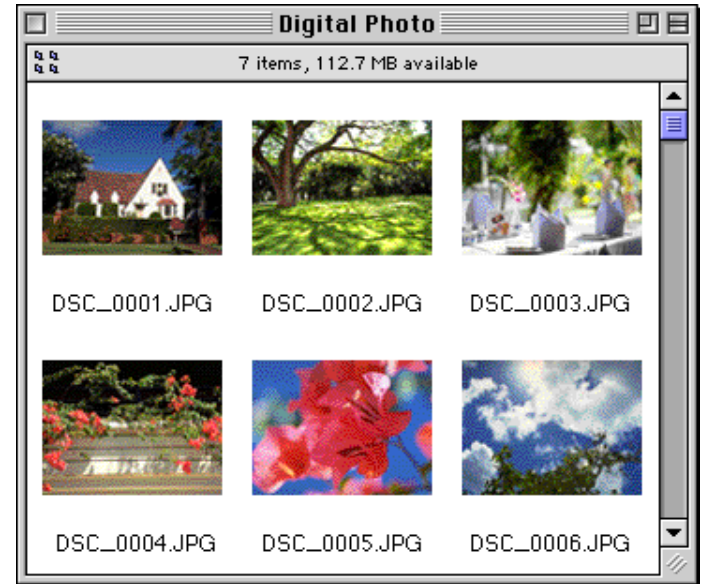 Digital Photo
7 items, 112.7 MB available
DSC_0001.JPG DSC_0002.JPG DSC_0003.JPG
DSC_0004.JPG DSC_0005.JPG DSC_0006.JPG